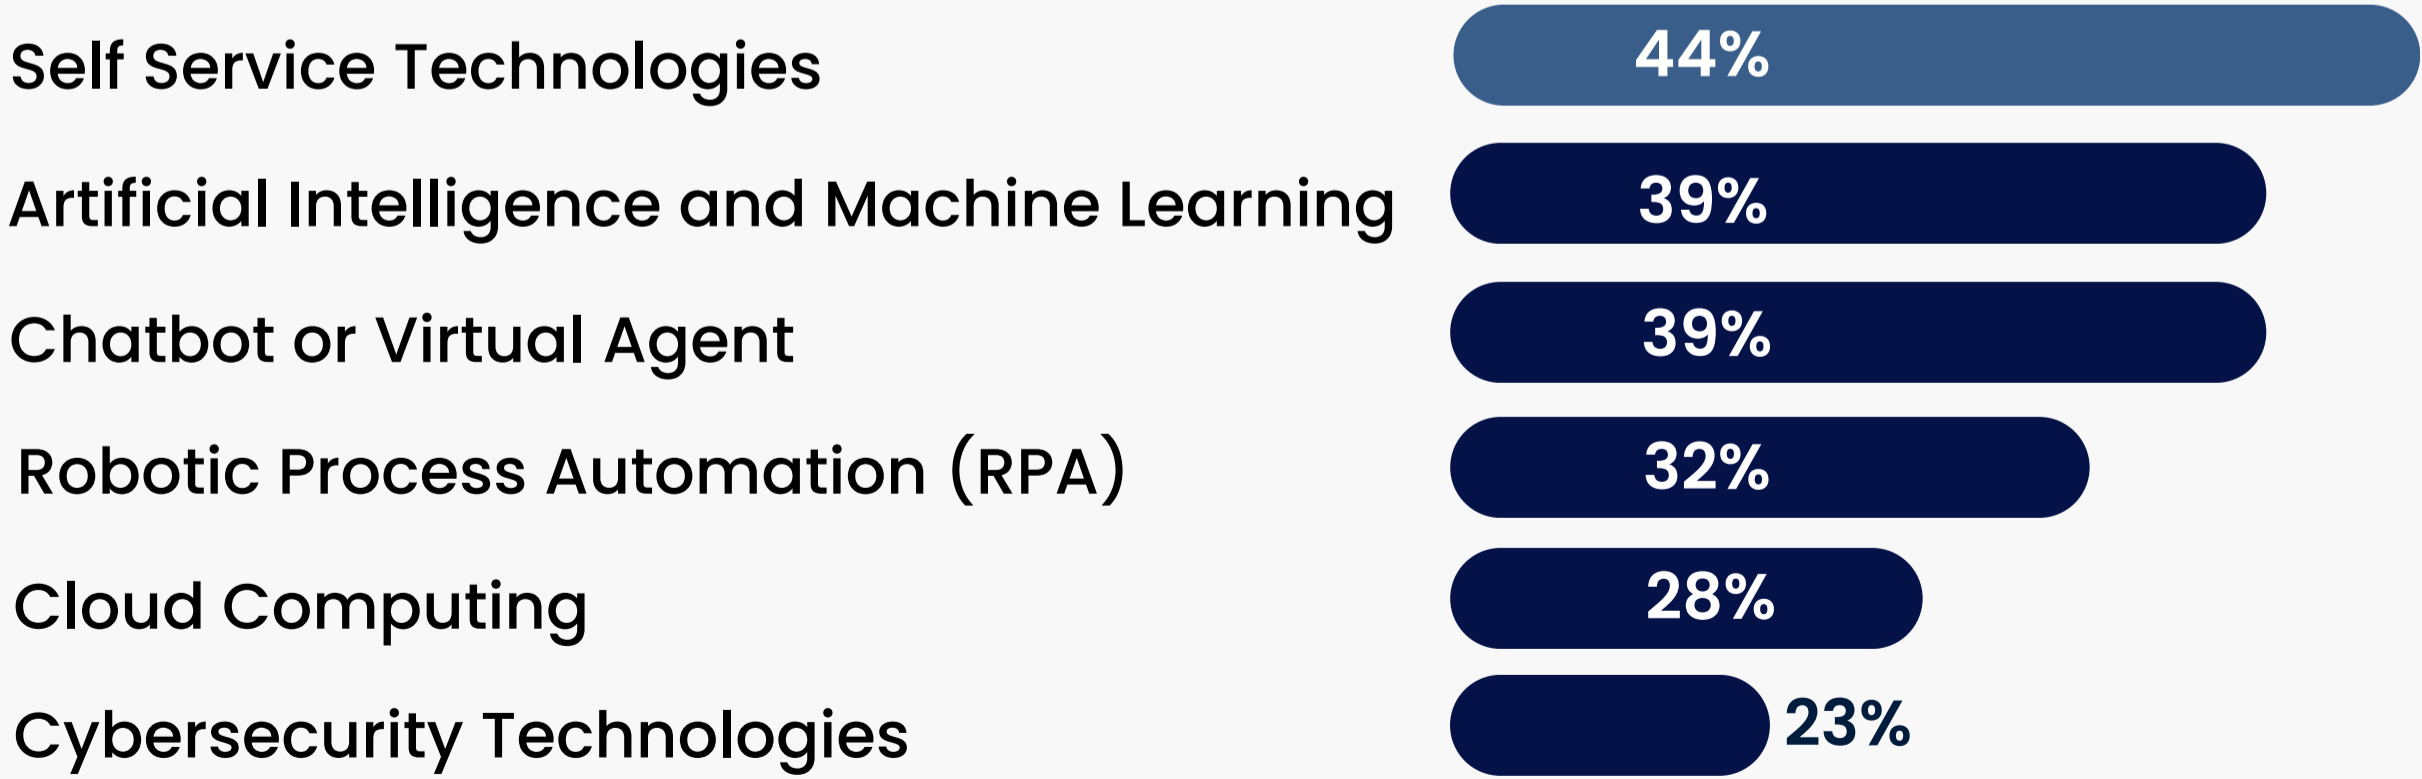 Self Service Technologies 44%
Artificial Intelligence and Machine Learning 39%
Chatbot or Virtual Agent 39%
Robotic Process Automation (RPA) 32%
Cloud Computing 28%
Cybersecurity Technologies 23%